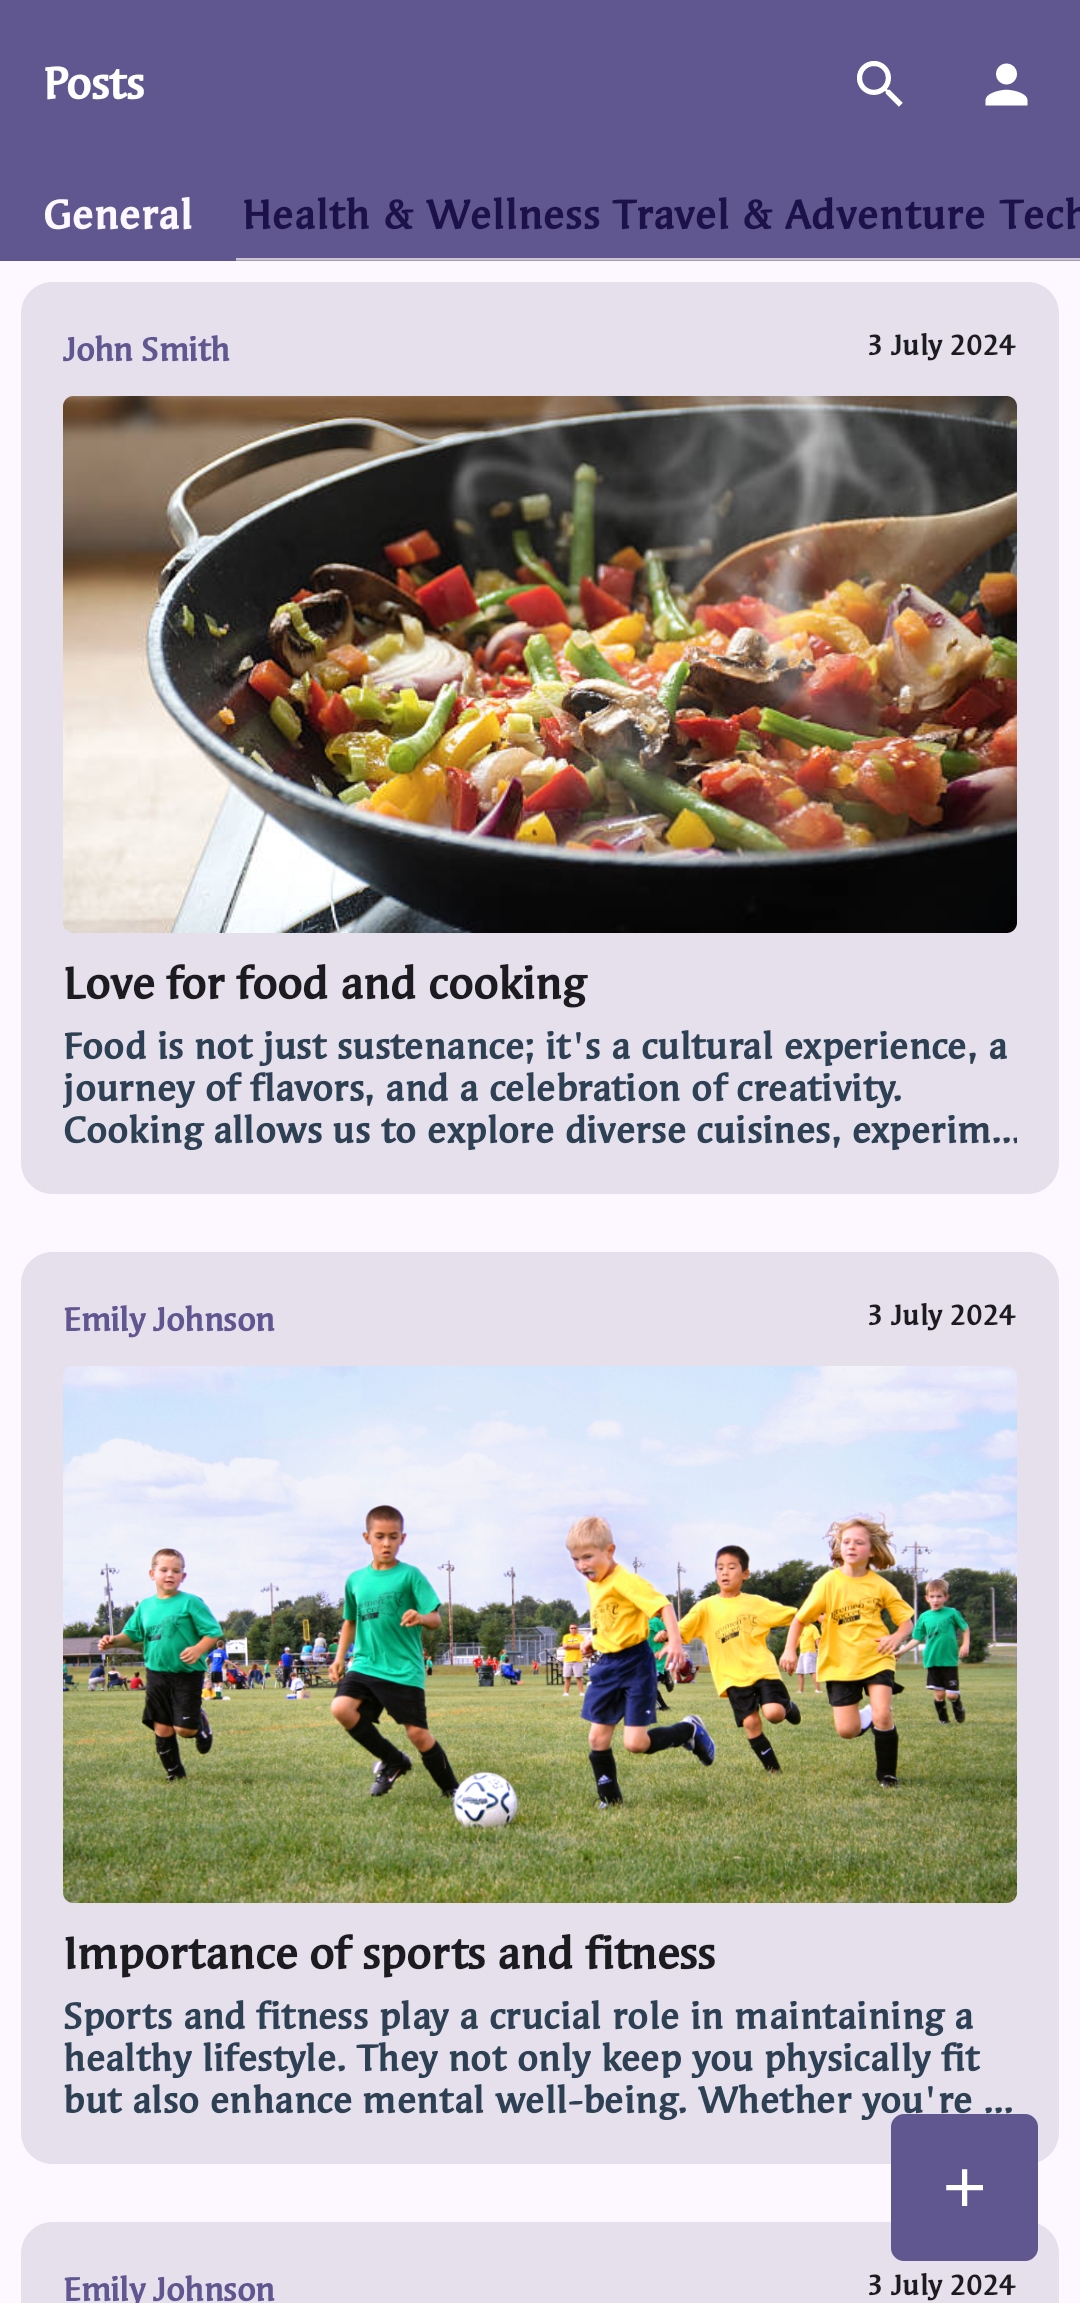 Posts
General Health & Wellness Travel & Adventure Tech
John Smith 3 July 2024
Love for food and cooking
Food is not just sustenance; it's a cultural experience, a
journey of flavors, and a celebration of creativity.
Cooking allows us to explore diverse cuisines, experim...
Emily Johnson 3 July 2024
Importance of sports and fitness
Sports and fitness play a crucial role in maintaining a
healthy lifestyle. They not only keep you physically fit
but also enhance mental well-being. Whether you're ...
Emily Johnson 3 July 2024